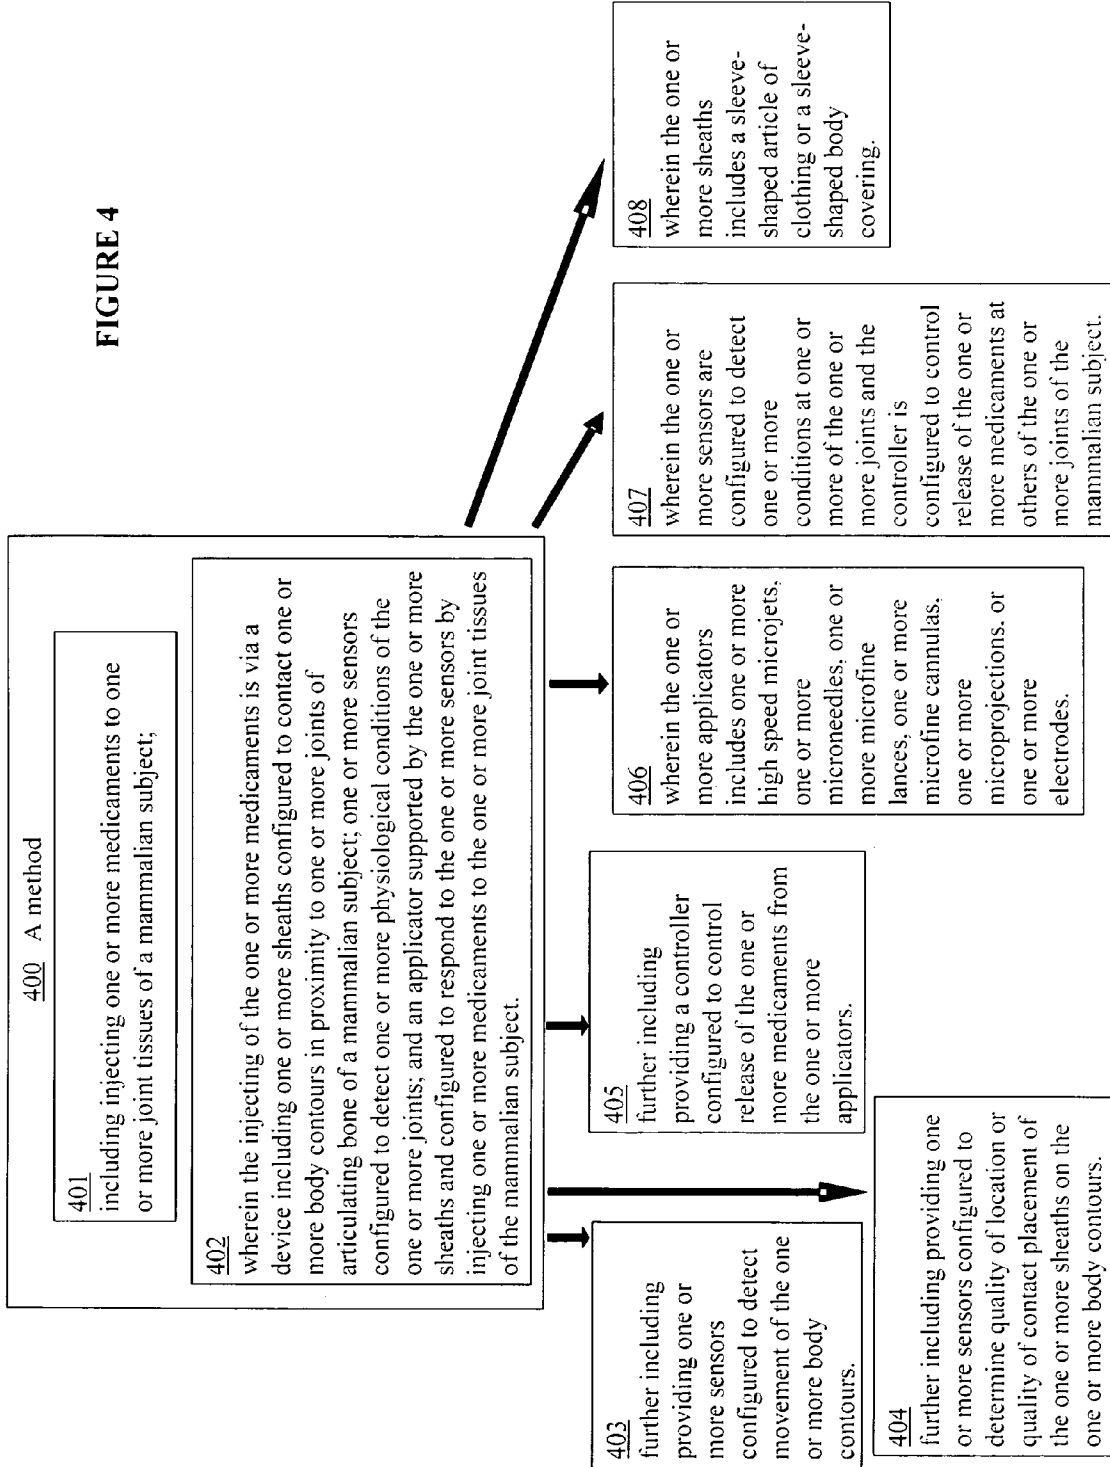 FIGURE 4
400 A method
401
including injecting one or more medicaments to one
or more joint tissues of a mammalian subject;
402
wherein the injecting of the one or more medicaments is via a
device including one or more sheaths configured to contact one or
more body contours in proximity to one or more joints of
articulating bone of a mammalian subject; one or more sensors
configured to detect one or more physiological conditions of the
one or more joints; and an applicator supported by the one or more
sheaths and configured to respond to the one or more sensors by
injecting one or more medicaments to the one or more joint tissues
of the mammalian subject.
403
further including
providing one or
more sensors
configured to detect
movement of the one
or more body
contours.
404
further including providing one
or more sensors configured to
determine quality of location or
quality of contact placement of
the one or more sheaths on the
one or more body contours.
405
further including
providing a controller
configured to control
release of the one or
more medicaments from
the one or more
applicators.
406
wherein the one or
more applicators
includes one or more
high speed microjets,
one or more
microneedles, one or
more microfine
lances, one or more
microfine cannulas,
one or more
microprojections, or
one or more
electrodes.
407
wherein the one or
more sensors are
configured to detect
one or more
conditions at one or
more of the one or
more joints and the
controller is
configured to control
release of the one or
more medicaments at
others of the one or
more joints of the
mammalian subject.
408
wherein the one or
more sheaths
includes a sleeve-
shaped article of
clothing or a sleeve-
shaped body
covering.